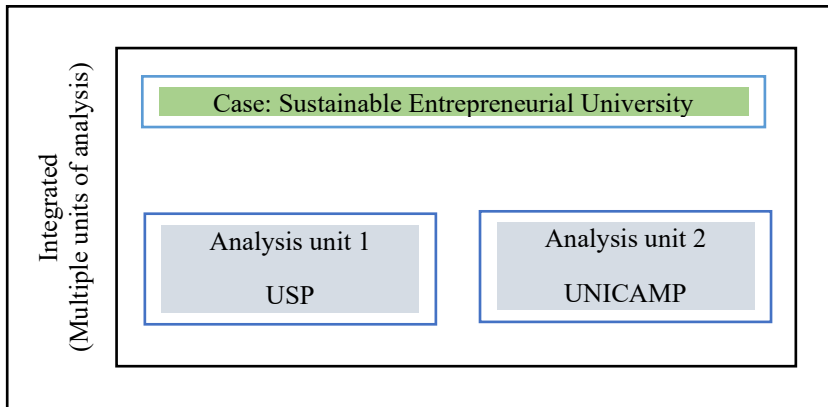 Integrated
(Multiple units of analysis)
Case: Sustainable Entrepreneurial University
Analysis unit 1
USP
Analysis unit 2
UNICAMP